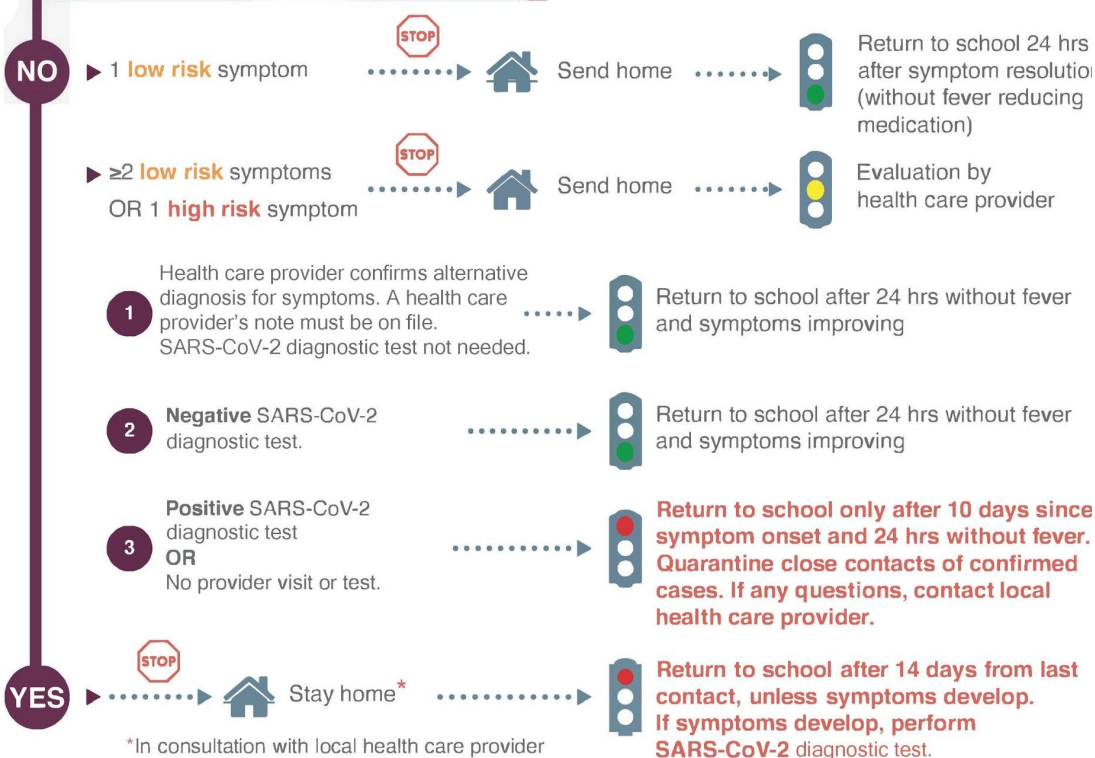 NO
1 low risk symptom
STOP
Send home
Return to school 24 hrs
after symptom resolution
(without fever reducing
medication)
≥2 low risk symptoms
OR 1 high risk symptom
STOP
Send home
Evaluation by
health care provider
1
Health care provider confirms alternative
diagnosis for symptoms. A health care
provider's note must be on file.
SARS-CoV-2 diagnostic test not needed.
Return to school after 24 hrs without fever
and symptoms improving
2
Negative SARS-CoV-2
diagnostic test.
Return to school after 24 hrs without fever
and symptoms improving
3
Positive SARS-CoV-2
diagnostic test
OR
No provider visit or test.
Return to school only after 10 days since
symptom onset and 24 hrs without fever.
Quarantine close contacts of confirmed
cases. If any questions, contact local
health care provider.
YES
STOP
Stay home*
Return to school after 14 days from last
contact, unless symptoms develop.
If symptoms develop, perform
SARS-CoV-2 diagnostic test.
*In consultation with local health care provider